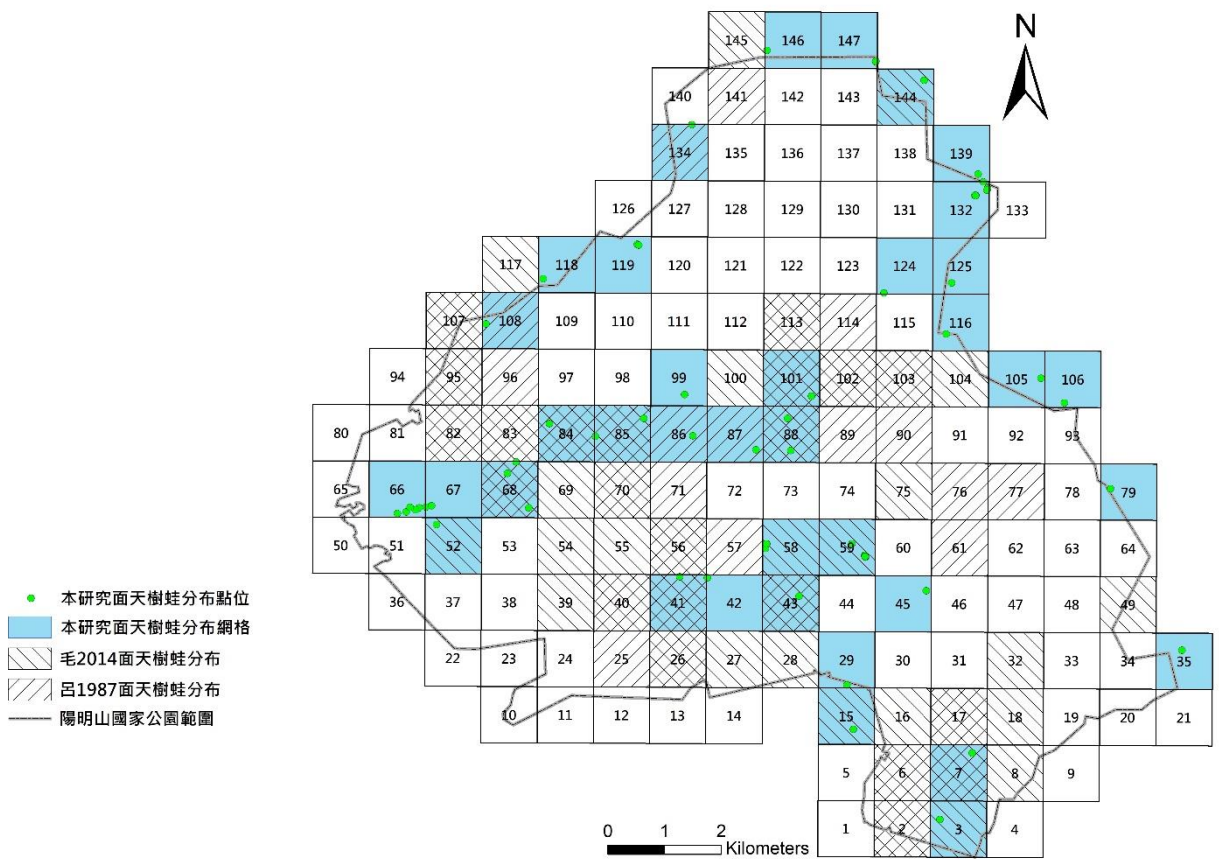 N
145 146 147
140 141 142 143 144
134 135 136 137 138 139
126 127 128 129 130 131 132 133
117 118 119 120 121 122 123 124 125
107 108 109 110 111 112 113 114 115 116
94 95 96 97 98 99 100 101 102 103 104 105 106
80 81 82 83 84 85 86 87 88 89 90 91 92 93
65 66 67 68 69 70 71 72 73 74 75 76 77 78 79
50 51 52 53 54 55 56 57 58 59 60 61 62 63 64
36 37 38 39 40 41 42 43 44 45 46 47 48 49
22 23 24 25 26 27 28 29 30 31 32 33 34 35
10 11 12 13 14 15 16 17 18 19 20 21
5 6 7 8 9
1 2 3 4
本研究面天樹蛙分布點位
本研究面天樹蛙分布網格
毛2014面天樹蛙分布
呂1987面天樹蛙分布
陽明山國家公園範圍
0 1 2
Kilometers